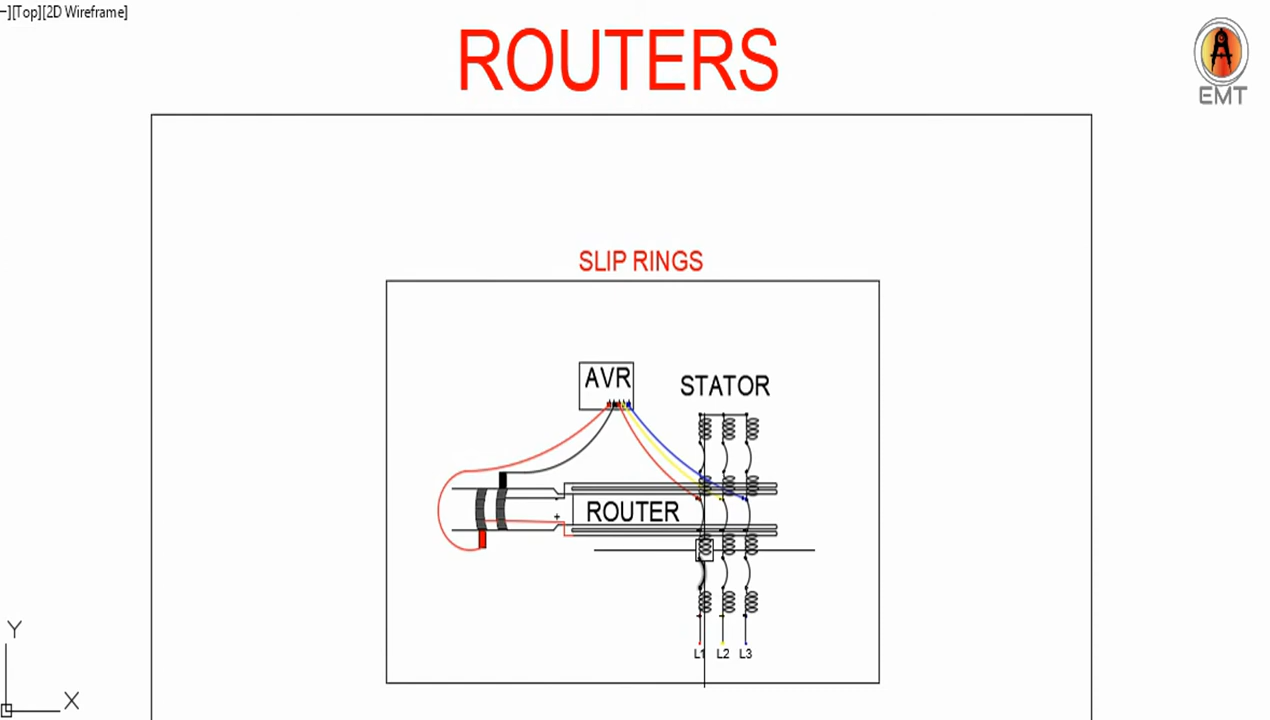 −][Top][2D Wireframe]
ROUTERS
EMT
SLIP RINGS
AVR
STATOR
-
+
ROUTER
L1 L2 L3
Y
X